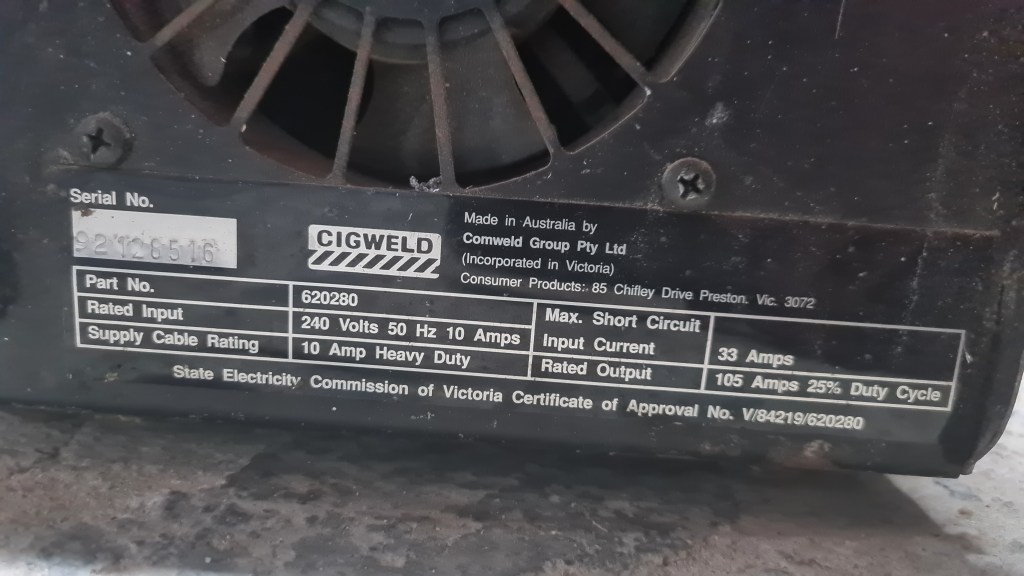 Serial No.
92T28516
CIGWELD
Made in Australia by
Comweld Group Pty Ltd
(Incorporated in Victoria)
Consumer Products: 85 Chifley Drive Preston. Vic. 3072
Part No. 620280
Rated Input 240 Volts 50 Hz 10 Amps
Supply Cable Rating 10 Amp Heavy Duty
Max. Short Circuit
Input Current 33 Amps
Rated Output 105 Amps 25% Duty Cycle
State Electricity Commission of Victoria Certificate of Approval No. V/84219/620280